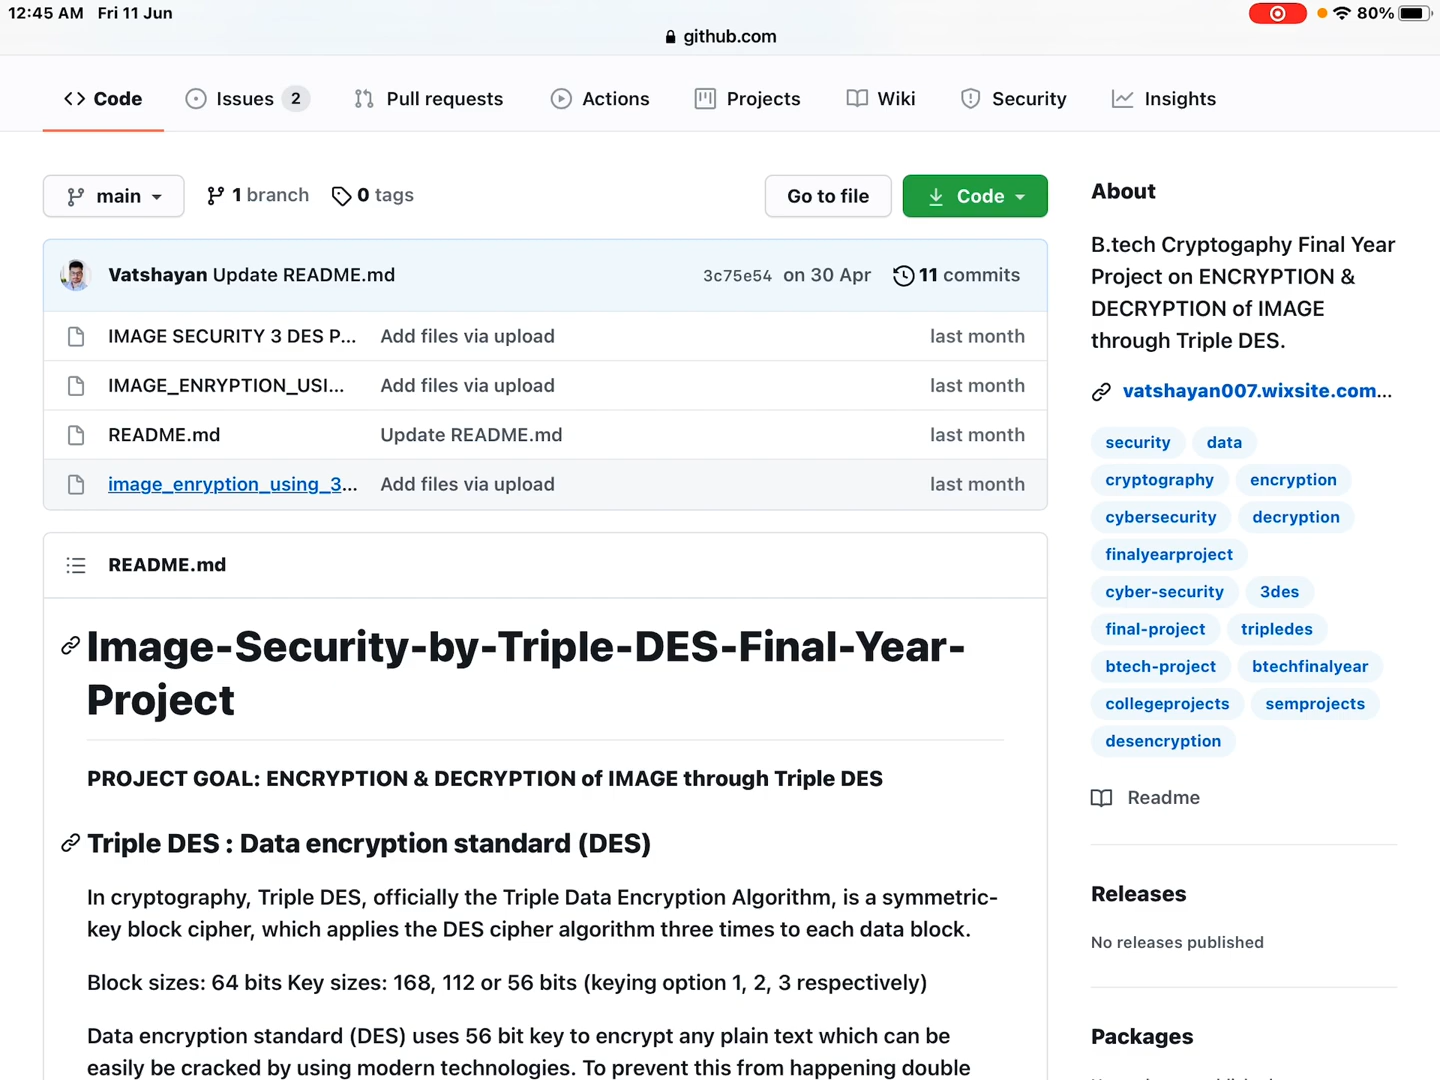 12:45 AM Fri 11 Jun 80%
github.com
Code Issues 2 Pull requests Actions Projects Wiki Security Insights
main 1 branch 0 tags Go to file Code
Vatshayan Update README.md 3c75e54 on 30 Apr 11 commits
IMAGE SECURITY 3 DES P... Add files via upload last month
IMAGE_ENRYPTION_USI... Add files via upload last month
README.md Update README.md last month
image_enryption_using_3... Add files via upload last month
README.md
Image-Security-by-Triple-DES-Final-Year-
Project
PROJECT GOAL: ENCRYPTION & DECRYPTION of IMAGE through Triple DES
Triple DES : Data encryption standard (DES)
In cryptography, Triple DES, officially the Triple Data Encryption Algorithm, is a symmetric-
key block cipher, which applies the DES cipher algorithm three times to each data block.
Block sizes: 64 bits Key sizes: 168, 112 or 56 bits (keying option 1, 2, 3 respectively)
Data encryption standard (DES) uses 56 bit key to encrypt any plain text which can be
easily be cracked by using modern technologies. To prevent this from happening double
About
B.tech Cryptogaphy Final Year
Project on ENCRYPTION &
DECRYPTION of IMAGE
through Triple DES.
vatshayan007.wixsite.com...
security data
cryptography encryption
cybersecurity decryption
finalyearproject
cyber-security 3des
final-project tripledes
btech-project btechfinalyear
collegeprojects semprojects
desencryption
Readme
Releases
No releases published
Packages